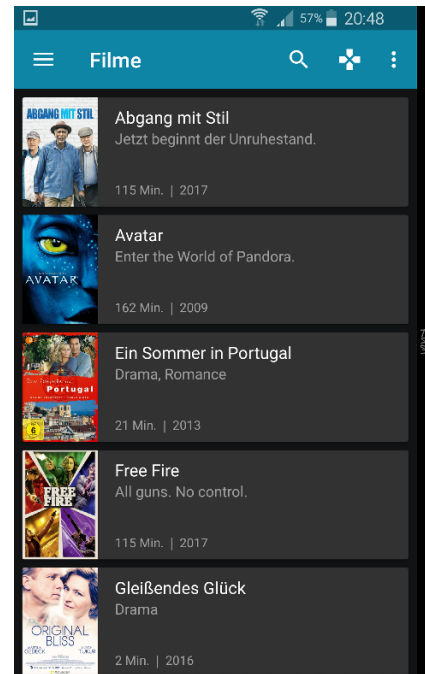 57% 20:48
Filme
ABGANG MIT STIL
Abgang mit Stil
Jetzt beginnt der Unruhestand.
115 Min. | 2017
AVATAR
Avatar
Enter the World of Pandora.
162 Min. | 2009
Portugal
6
Ein Sommer in Portugal
Drama, Romance
21 Min. | 2013
FREE
FIRE
Free Fire
All guns. No control.
115 Min. | 2017
ORIGINAL
BLISS
Gleißendes Glück
Drama
2 Min. | 2016